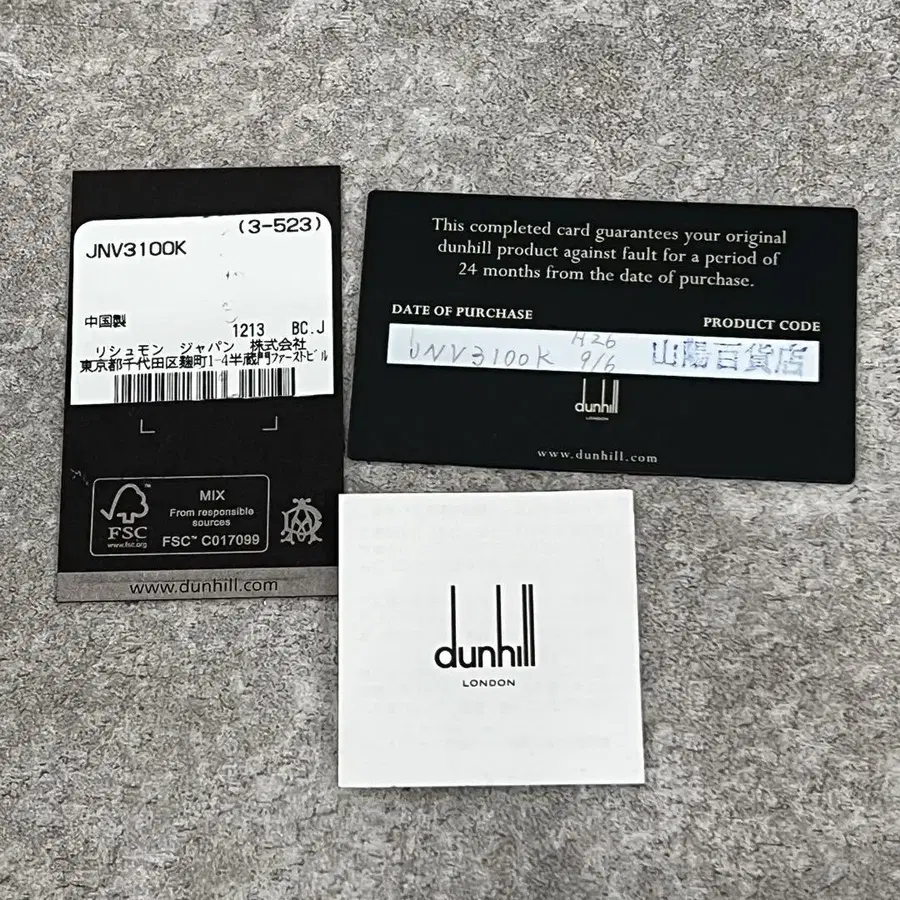 (3-523)
JNV3100K
中国製
1213 BC.J
リシュモン ジャパン 株式会社
東京都千代田区麹町1-4半蔵門ファーストビル
FSC™
www.fsc.org
MIX
From responsible
sources
FSC™ C017099
www.dunhill.com
This completed card guarantees your original
dunhill product against fault for a period of
24 months from the date of purchase.
DATE OF PURCHASE
PRODUCT CODE
JNV3100K
H26
9/6
山陽百貨店
dunhill
LONDON
www.dunhill.com
dunhill
LONDON